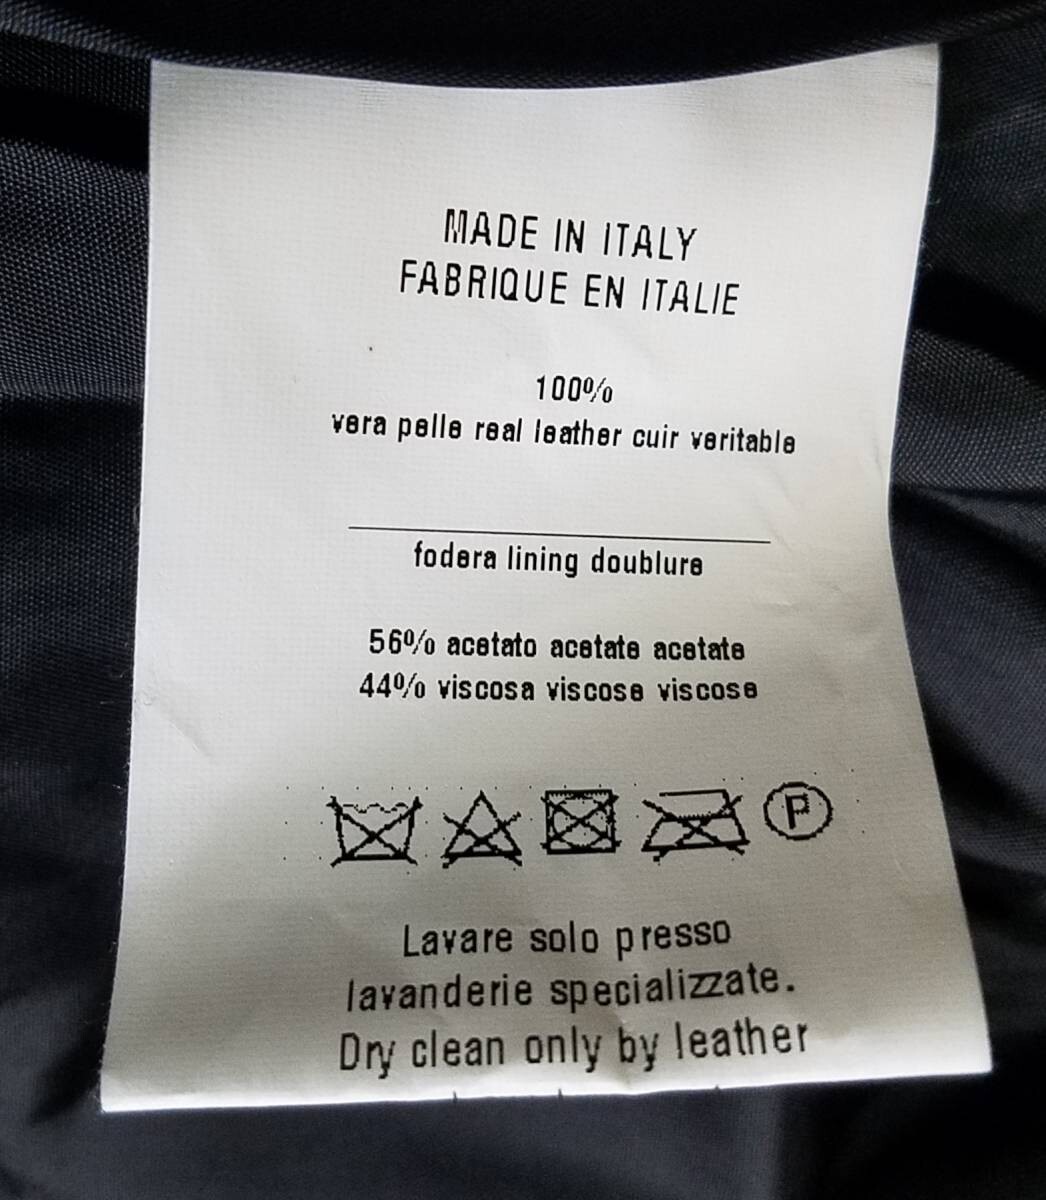 MADE IN ITALY
FABRIQUE EN ITALIE
100%
vera pelle real leather cuir veritable
fodera lining doublure
56% acetato acetate acetate
44% viscosa viscose viscose
P
Lavare solo presso
lavanderie specializzate.
Dry clean only by leather